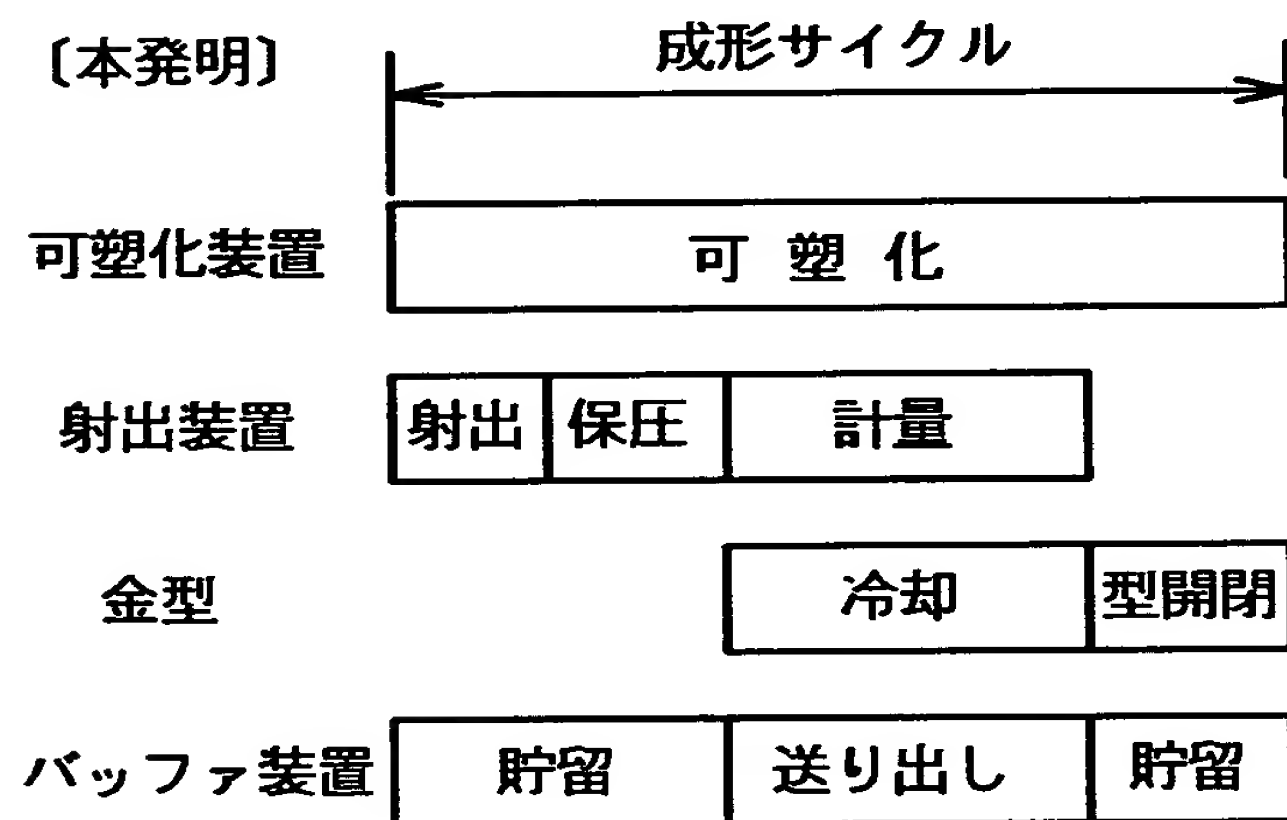 〔本発明〕 成形サイクル
可塑化装置 可塑化
射出装置 射出 保圧 計量
金型 冷却 型開閉
バッファ装置 貯留 送り出し 貯留